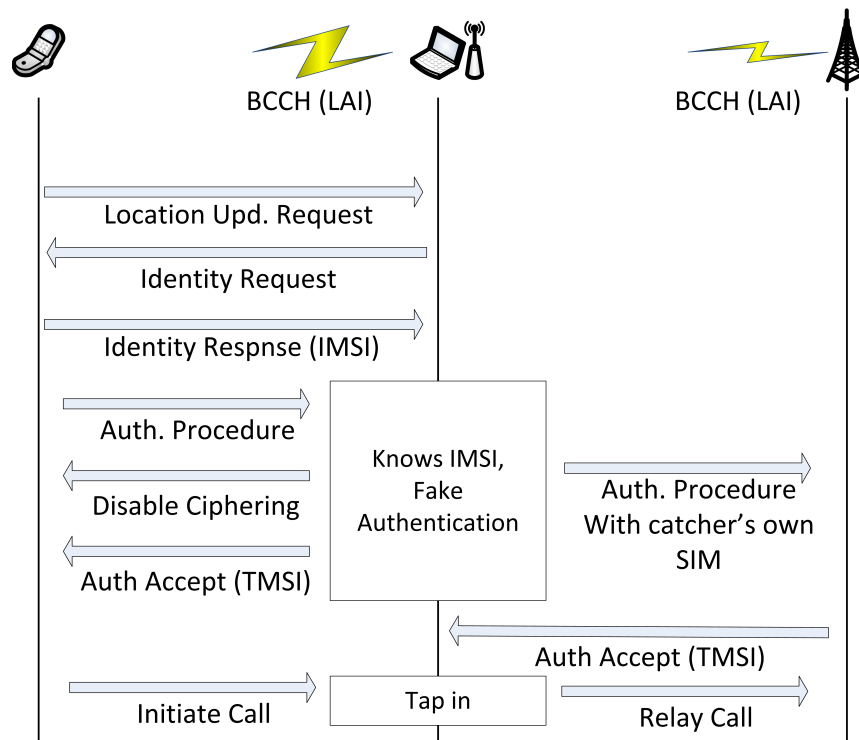 BCCH (LAI)
BCCH (LAI)
Location Upd. Request
Identity Request
Identity Respnse (IMSI)
Auth. Procedure
Disable Ciphering
Auth Accept (TMSI)
Knows IMSI,
Fake
Authentication
Auth. Procedure
With catcher's own
SIM
Auth Accept (TMSI)
Initiate Call
Tap in
Relay Call